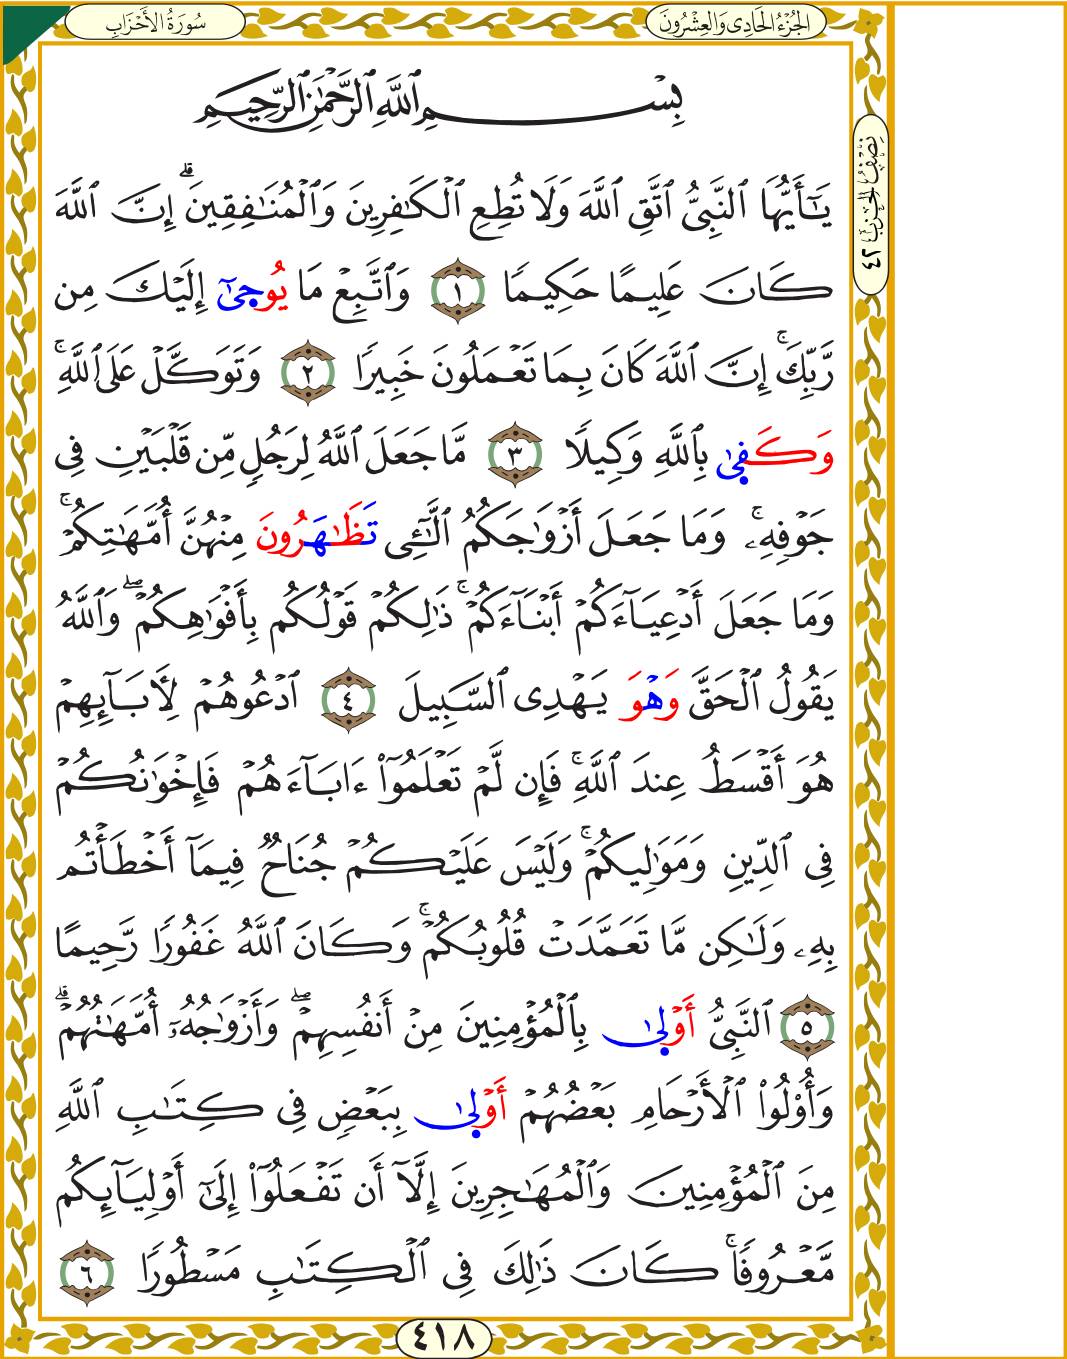 سُورَةُ الأَحْزَابِ
الجُزْءُ الحَادِي وَالعِشْرُونَ
نِصْفُ الحِزْبِ ٤٢
بِسْمِ ٱللَّهِ ٱلرَّحْمَٰنِ ٱلرَّحِيمِ
يَـٰٓأَيُّهَا ٱلنَّبِىُّ ٱتَّقِ ٱللَّهَ وَلَا تُطِعِ ٱلْكَـٰفِرِينَ وَٱلْمُنَـٰفِقِينَ ۗ إِنَّ ٱللَّهَ
كَانَ عَلِيمًا حَكِيمًا ١ وَٱتَّبِعْ مَا يُوحِىٰٓ إِلَيْكَ مِن
رَّبِّكَ ۚ إِنَّ ٱللَّهَ كَانَ بِمَا تَعْمَلُونَ خَبِيرًا ٢ وَتَوَكَّلْ عَلَى ٱللَّهِ ۚ
وَكَفِىٰ بِٱللَّهِ وَكِيلًا ٣ مَّا جَعَلَ ٱللَّهُ لِرَجُلٍ مِّن قَلْبَيْنِ فِى
جَوْفِهِۦ ۚ وَمَا جَعَلَ أَزْوَٰجَكُمُ ٱلَّـٰٓـِٔى تَظَـٰهَرُونَ مِنْهُنَّ أُمَّهَـٰتِكُمْ ۚ
وَمَا جَعَلَ أَدْعِيَآءَكُمْ أَبْنَآءَكُمْ ۚ ذَٰلِكُمْ قَوْلُكُم بِأَفْوَٰهِكُمْ ۖ وَٱللَّهُ
يَقُولُ ٱلْحَقَّ وَهْوَ يَهْدِى ٱلسَّبِيلَ ٤ ٱدْعُوهُمْ لِـَٔابَآئِهِمْ
هُوَ أَقْسَطُ عِندَ ٱللَّهِ ۚ فَإِن لَّمْ تَعْلَمُوٓا۟ ءَابَآءَهُمْ فَإِخْوَٰنُكُمْ
فِى ٱلدِّينِ وَمَوَٰلِيكُمْ ۚ وَلَيْسَ عَلَيْكُمْ جُنَاحٌ فِيمَآ أَخْطَأْتُم
بِهِۦ وَلَـٰكِن مَّا تَعَمَّدَتْ قُلُوبُكُمْ ۚ وَكَانَ ٱللَّهُ غَفُورًا رَّحِيمًا
٥ ٱلنَّبِىُّ أَوْلِىٰ بِٱلْمُؤْمِنِينَ مِنْ أَنفُسِهِمْ ۖ وَأَزْوَٰجُهُۥٓ أُمَّهَـٰتُهُمْ ۗ
وَأُو۟لُوا۟ ٱلْأَرْحَامِ بَعْضُهُمْ أَوْلِىٰ بِبَعْضٍ فِى كِتَـٰبِ ٱللَّهِ
مِنَ ٱلْمُؤْمِنِينَ وَٱلْمُهَـٰجِرِينَ إِلَّآ أَن تَفْعَلُوٓا۟ إِلَىٰٓ أَوْلِيَآئِكُم
مَّعْرُوفًا ۚ كَانَ ذَٰلِكَ فِى ٱلْكِتَـٰبِ مَسْطُورًا ٦
٤١٨